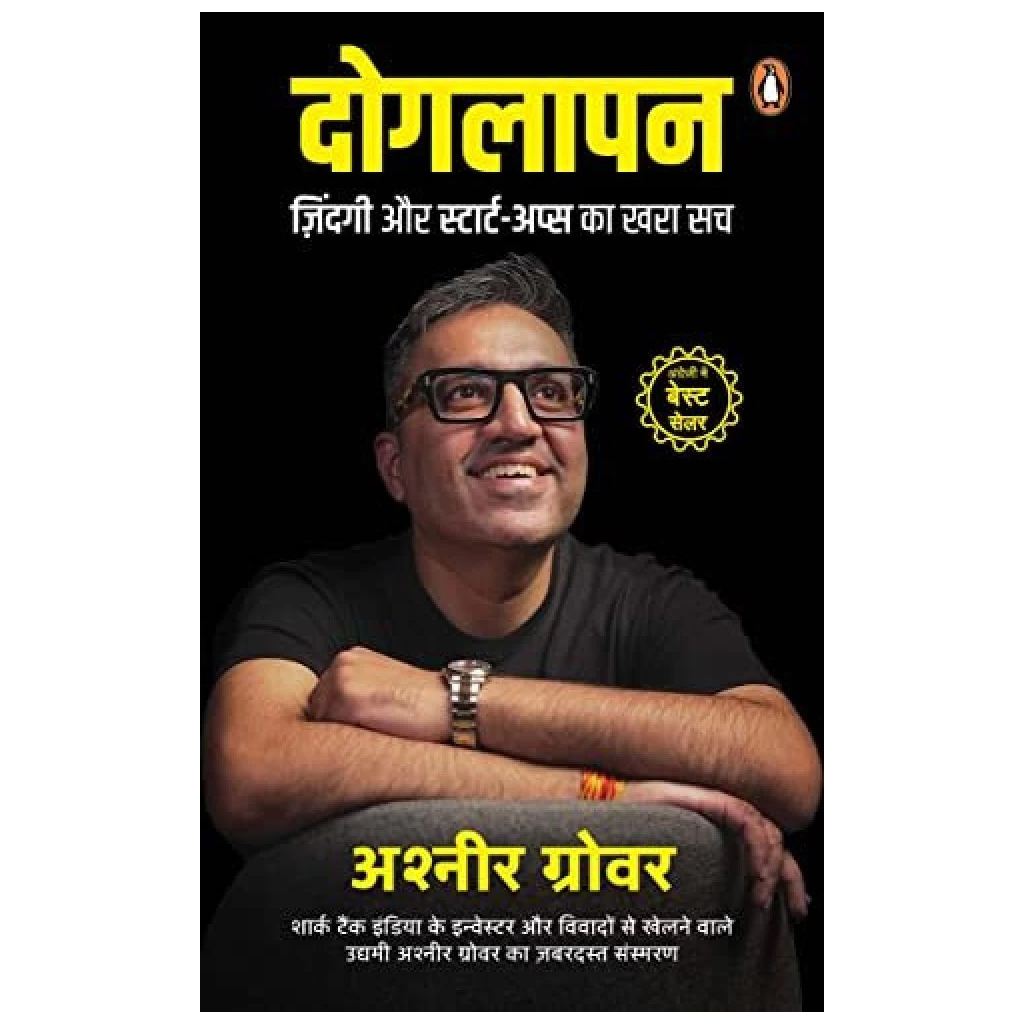 दोगलापन
ज़िंदगी और स्टार्ट-अप्स का खरा सच
अंग्रेजी में
बेस्ट
सेलर
अश्नीर ग्रोवर
शार्क टैंक इंडिया के इन्वेस्टर और विवादों से खेलने वाले
उद्यमी अश्नीर ग्रोवर का ज़बरदस्त संस्मरण